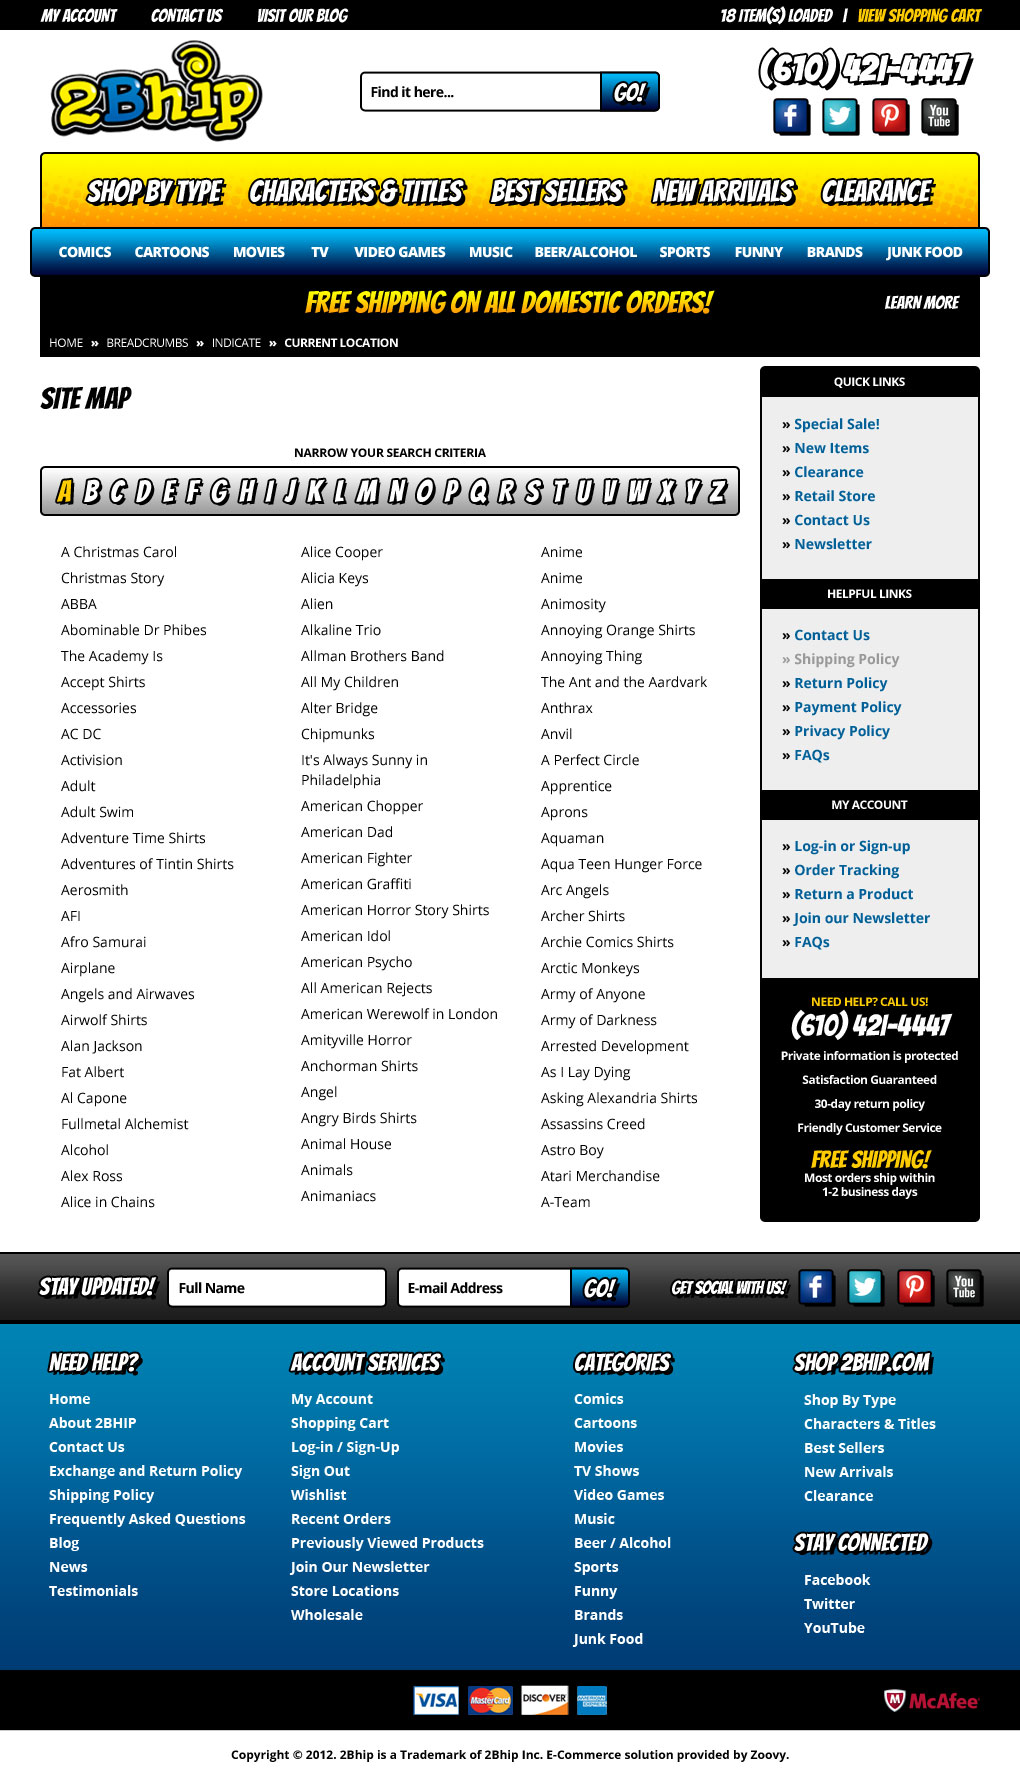 MY ACCOUNT CONTACT US VISIT OUR BLOG 18 ITEM(S) LOADED | VIEW SHOPPING CART
2Bhip
Find it here... GO!
(610) 421-4447
f P You Tube
SHOP BY TYPE CHARACTERS & TITLES BEST SELLERS NEW ARRIVALS CLEARANCE
COMICS CARTOONS MOVIES TV VIDEO GAMES MUSIC BEER/ALCOHOL SPORTS FUNNY BRANDS JUNK FOOD
FREE SHIPPING ON ALL DOMESTIC ORDERS! LEARN MORE
HOME » BREADCRUMBS » INDICATE » CURRENT LOCATION
SITE MAP
NARROW YOUR SEARCH CRITERIA
A B C D E F G H I J K L M N O P Q R S T U V W X Y Z
A Christmas Carol
Christmas Story
ABBA
Abominable Dr Phibes
The Academy Is
Accept Shirts
Accessories
AC DC
Activision
Adult
Adult Swim
Adventure Time Shirts
Adventures of Tintin Shirts
Aerosmith
AFI
Afro Samurai
Airplane
Angels and Airwaves
Airwolf Shirts
Alan Jackson
Fat Albert
Al Capone
Fullmetal Alchemist
Alcohol
Alex Ross
Alice in Chains
Alice Cooper
Alicia Keys
Alien
Alkaline Trio
Allman Brothers Band
All My Children
Alter Bridge
Chipmunks
It's Always Sunny in
Philadelphia
American Chopper
American Dad
American Fighter
American Graffiti
American Horror Story Shirts
American Idol
American Psycho
All American Rejects
American Werewolf in London
Amityville Horror
Anchorman Shirts
Angel
Angry Birds Shirts
Animal House
Animals
Animaniacs
Anime
Anime
Animosity
Annoying Orange Shirts
Annoying Thing
The Ant and the Aardvark
Anthrax
Anvil
A Perfect Circle
Apprentice
Aprons
Aquaman
Aqua Teen Hunger Force
Arc Angels
Archer Shirts
Archie Comics Shirts
Arctic Monkeys
Army of Anyone
Army of Darkness
Arrested Development
As I Lay Dying
Asking Alexandria Shirts
Assassins Creed
Astro Boy
Atari Merchandise
A-Team
QUICK LINKS
» Special Sale!
» New Items
» Clearance
» Retail Store
» Contact Us
» Newsletter
HELPFUL LINKS
» Contact Us
» Shipping Policy
» Return Policy
» Payment Policy
» Privacy Policy
» FAQs
MY ACCOUNT
» Log-in or Sign-up
» Order Tracking
» Return a Product
» Join our Newsletter
» FAQs
NEED HELP? CALL US!
(610) 421-4447
Private information is protected
Satisfaction Guaranteed
30-day return policy
Friendly Customer Service
FREE SHIPPING!
Most orders ship within
1-2 business days
STAY UPDATED! Full Name E-mail Address GO! GET SOCIAL WITH US! f P You Tube
NEED HELP?
Home
About 2BHIP
Contact Us
Exchange and Return Policy
Shipping Policy
Frequently Asked Questions
Blog
News
Testimonials
ACCOUNT SERVICES
My Account
Shopping Cart
Log-in / Sign-Up
Sign Out
Wishlist
Recent Orders
Previously Viewed Products
Join Our Newsletter
Store Locations
Wholesale
CATEGORIES
Comics
Cartoons
Movies
TV Shows
Video Games
Music
Beer / Alcohol
Sports
Funny
Brands
Junk Food
SHOP 2BHIP.COM
Shop By Type
Characters & Titles
Best Sellers
New Arrivals
Clearance
STAY CONNECTED
Facebook
Twitter
YouTube
VISA MasterCard DISCOVER AMERICAN EXPRESS McAfee
Copyright © 2012. 2Bhip is a Trademark of 2Bhip Inc. E-Commerce solution provided by Zoovy.